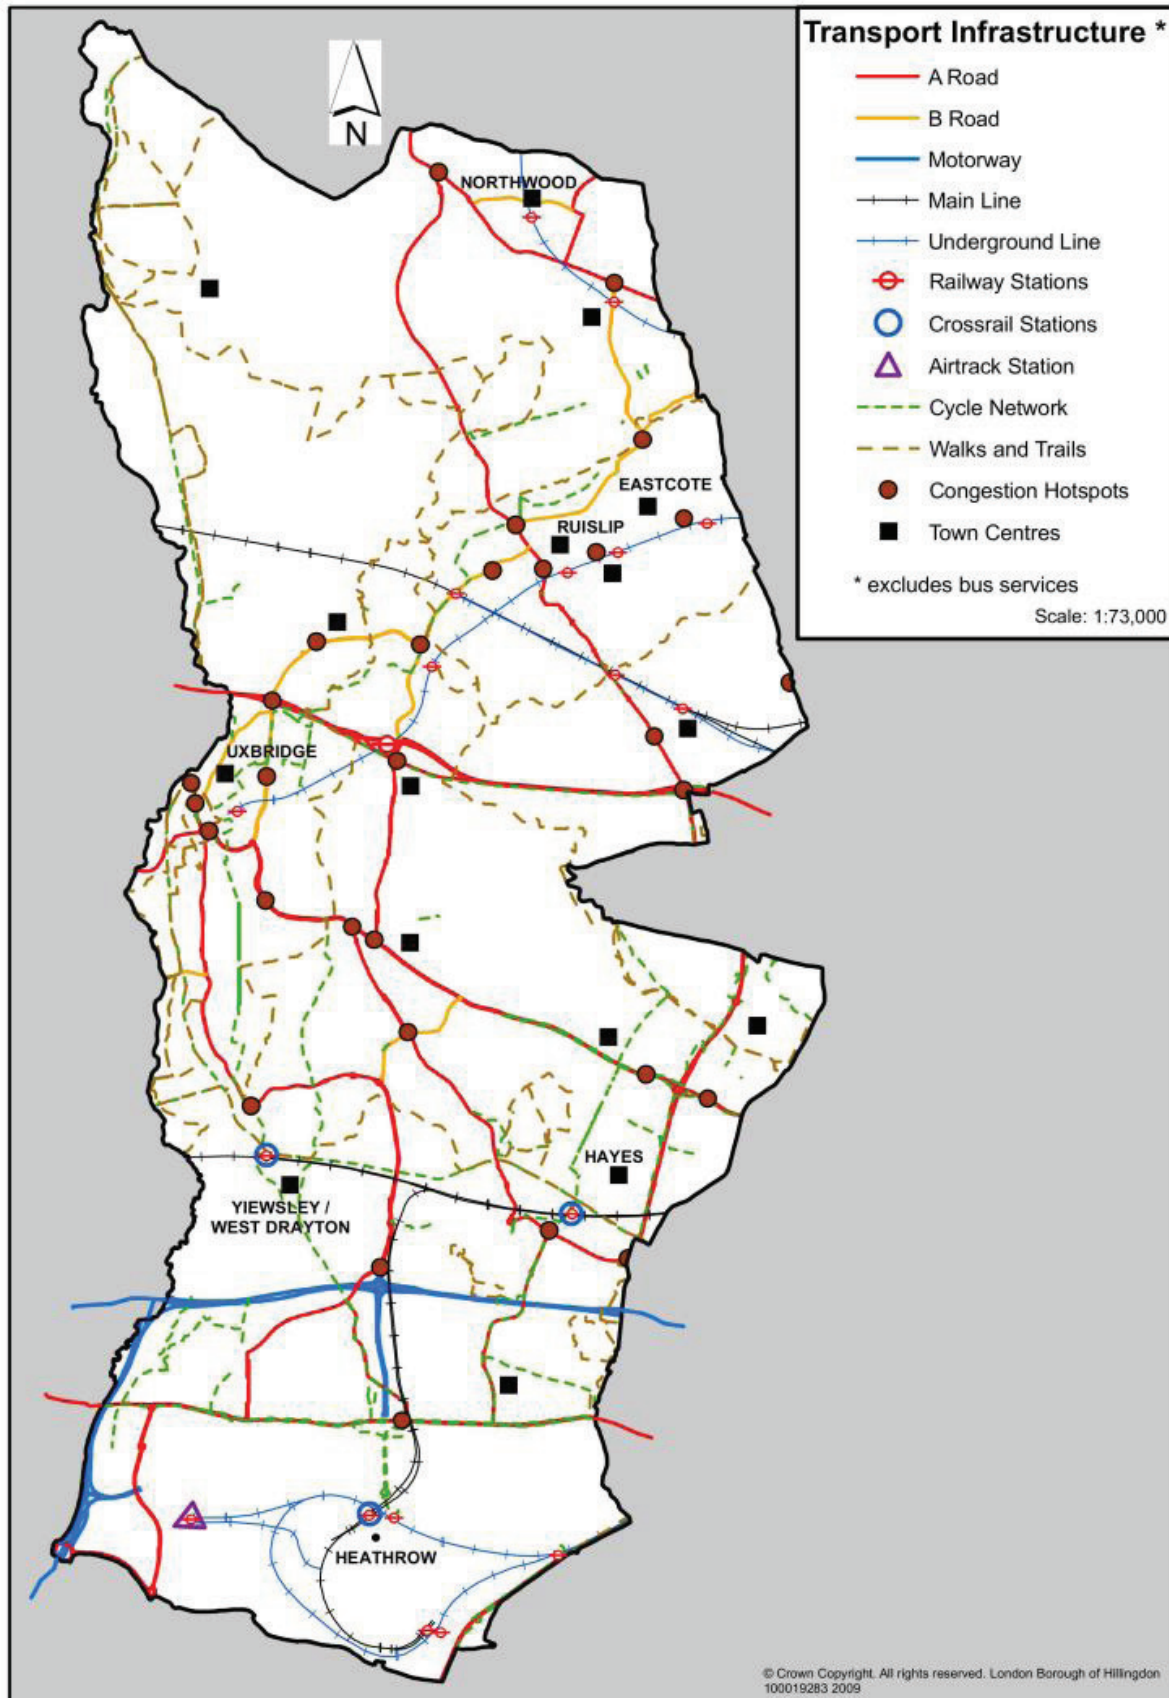 Transport Infrastructure *
A Road
B Road
Motorway
Main Line
Underground Line
Railway Stations
Crossrail Stations
Airtrack Station
Cycle Network
Walks and Trails
Congestion Hotspots
Town Centres
* excludes bus services
Scale: 1:73,000
N
NORTHWOOD
EASTCOTE
RUISLIP
UXBRIDGE
HAYES
YIEWSLEY /
WEST DRAYTON
HEATHROW
© Crown Copyright. All rights reserved. London Borough of Hillingdon
100019283 2009